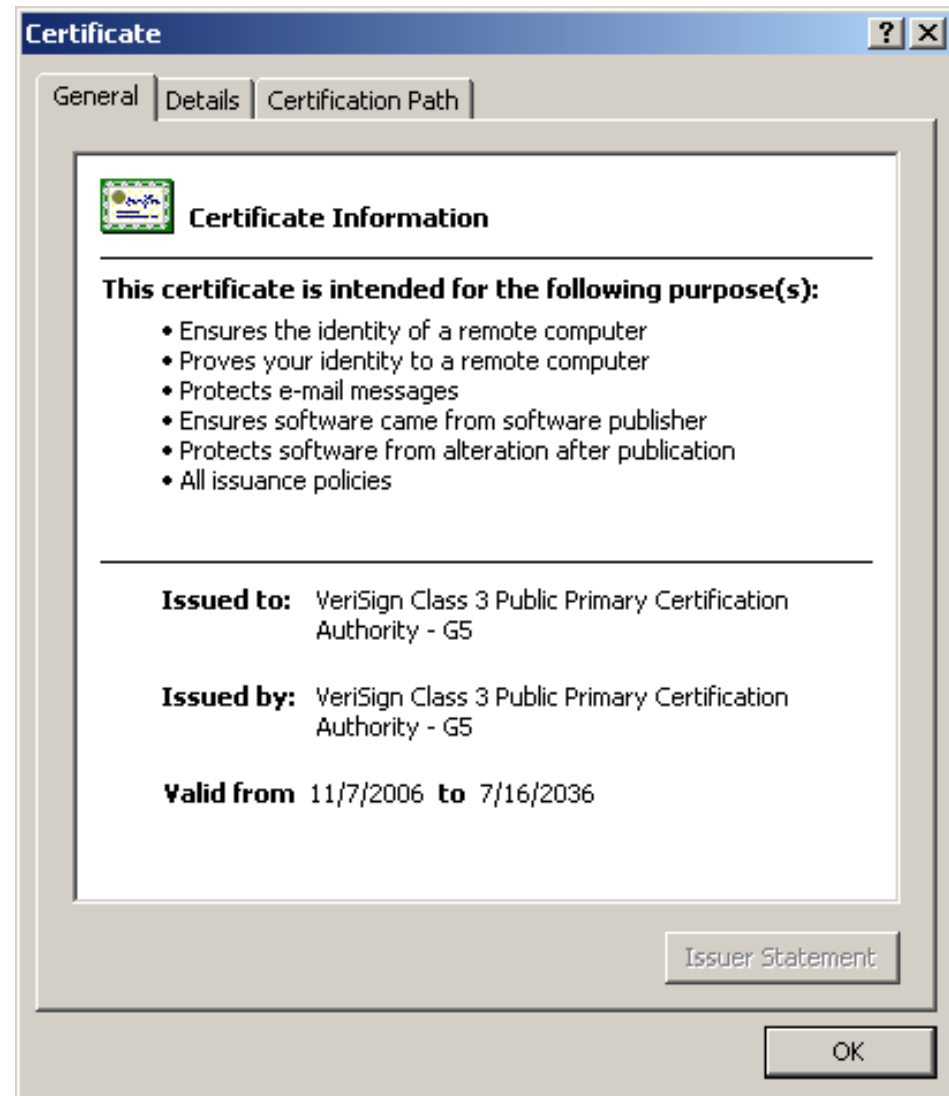 Certificate
General Details Certification Path
Certificate Information
This certificate is intended for the following purpose(s):
• Ensures the identity of a remote computer
• Proves your identity to a remote computer
• Protects e-mail messages
• Ensures software came from software publisher
• Protects software from alteration after publication
• All issuance policies
Issued to: VeriSign Class 3 Public Primary Certification
Authority - G5
Issued by: VeriSign Class 3 Public Primary Certification
Authority - G5
Valid from 11/7/2006 to 7/16/2036
Issuer Statement
OK